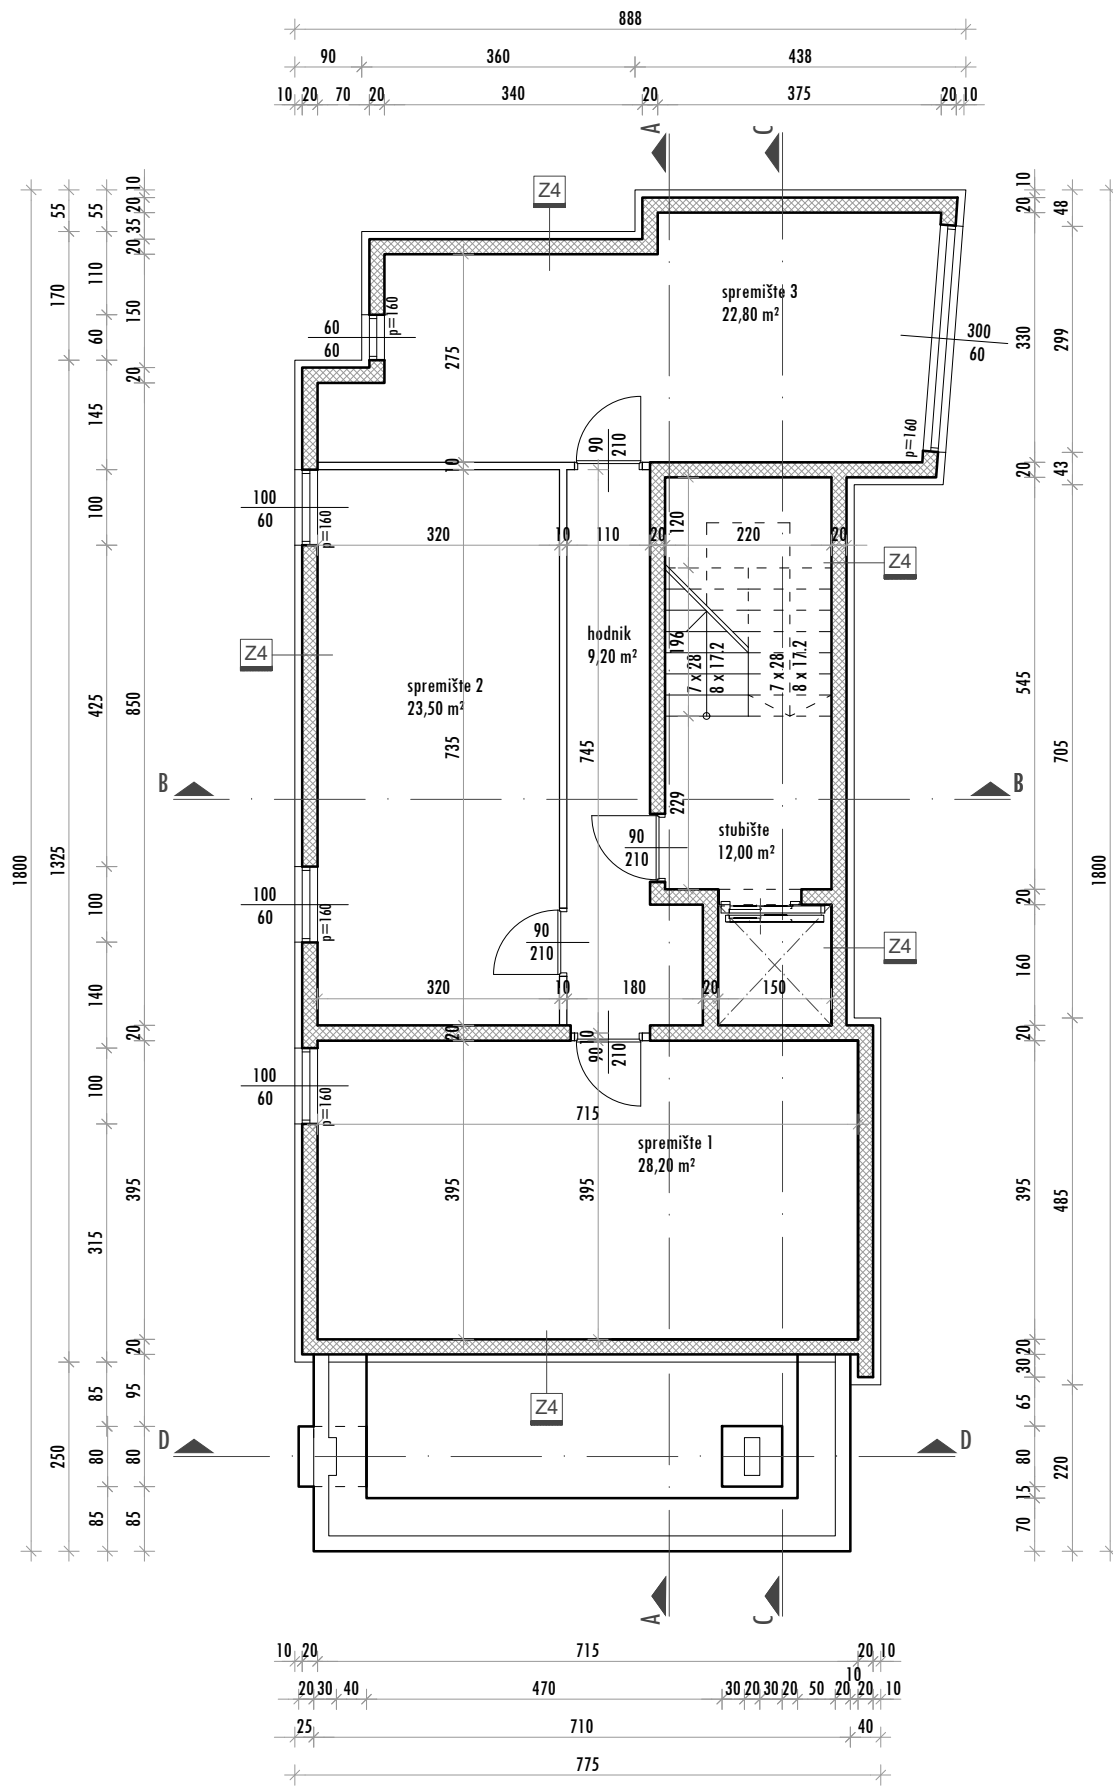 888
90 360 438
10 20 70 20 340 20 375 20 10
A C
Z4
10
20
35
20
150
20
850
20
395
20
95
80
85
55
110
60
145
100
425
100
140
100
315
85
80
85
55
170
1325
250
1800
10
20
330
20
545
20
160
20
395
20
30
65
80
15
70
48
299
43
705
485
220
1800
spremište 3
22,80 m²
60
60
p=160
300
60
p=160
275
10
90
210
100
60
p=160
320 10 110 20 220 20
120
Z4
hodnik
9,20 m²
196
7 x 28
8 x 17.2
7 x 28
8 x 17.2
Z4
spremište 2
23,50 m²
735
745
229
B B
stubište
12,00 m²
90
210
100
60
p=160
90
210
Z4
320 10 180 20 150
20
10
90
210
100
60
p=160
715
spremište 1
28,20 m²
395
395
Z4
D D
A C
10 20 715 20 10
20 30 40 470 30 20 30 20 50 20 10 20 10
25 710 40
775